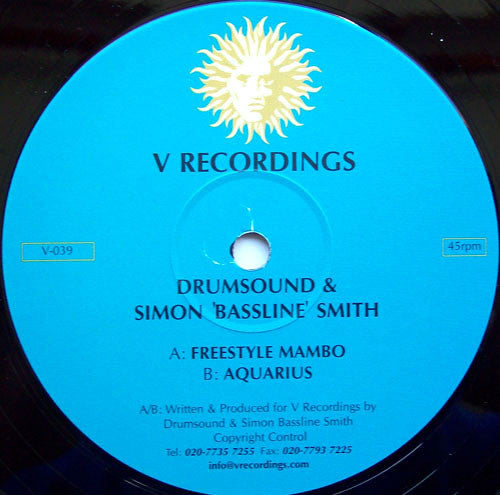 V RECORDINGS
V-039
45rpm
DRUMSOUND &
SIMON 'BASSLINE' SMITH
A: FREESTYLE MAMBO
B: AQUARIUS
A/B: Written & Produced for V Recordings by
Drumsound & Simon Bassline Smith
Copyright Control
Tel: 020-7735 7255 Fax: 020-7793 7225
info@vrecordings.com